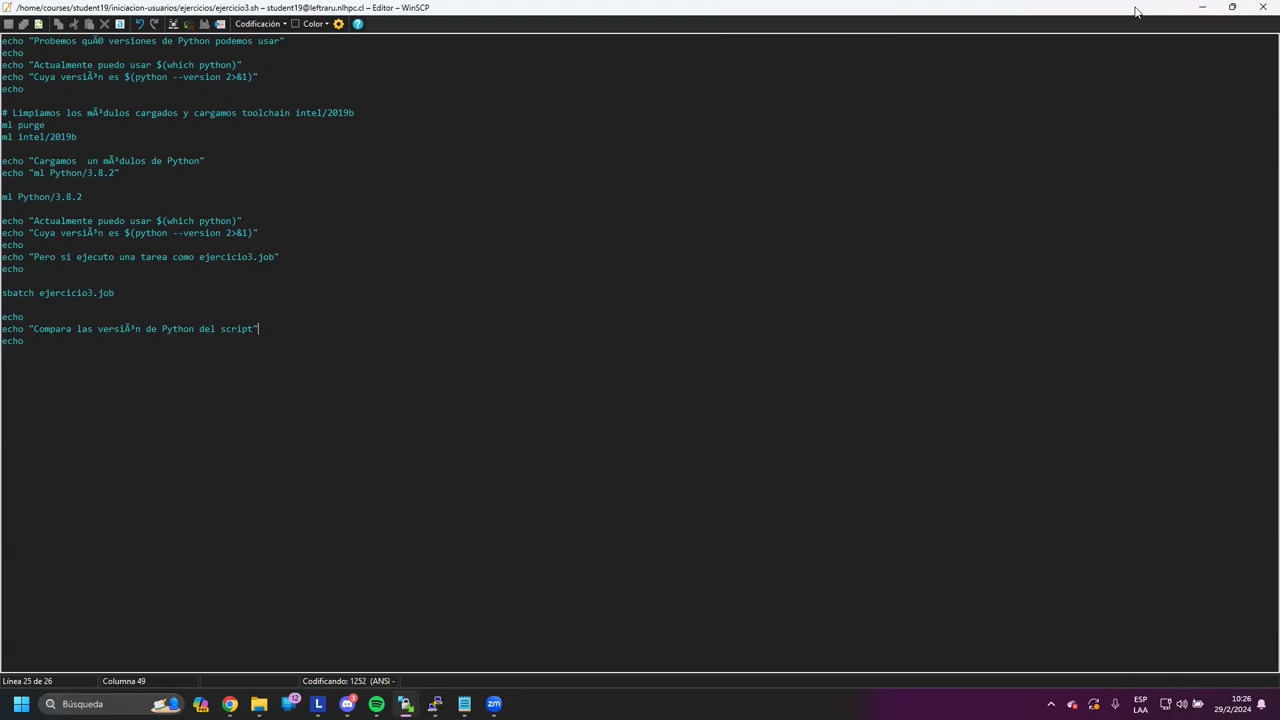 /home/courses/student19/iniciacion-usuarios/ejercicios/ejercicio3.sh – student19@leftraru.nlhpc.cl – Editor – WinSCP
Codificación
Color
echo "Probemos quÃ© versiones de Python podemos usar"
echo
echo "Actualmente puedo usar $(which python)"
echo "Cuya versiÃ³n es $(python --version 2>&1)"
echo
# Limpiamos los mÃ³dulos cargados y cargamos toolchain intel/2019b
ml purge
ml intel/2019b
echo "Cargamos  un mÃ³dulos de Python"
echo "ml Python/3.8.2"
ml Python/3.8.2
echo "Actualmente puedo usar $(which python)"
echo "Cuya versiÃ³n es $(python --version 2>&1)"
echo
echo "Pero si ejecuto una tarea como ejercicio3.job"
echo
sbatch ejercicio3.job
echo
echo "Compara las versiÃ³n de Python del script"
echo
Línea 25 de 26
Columna 49
Codificando: 1252 (ANSI -
Búsqueda
12
3
ESP
LAA
10:26
29/2/2024